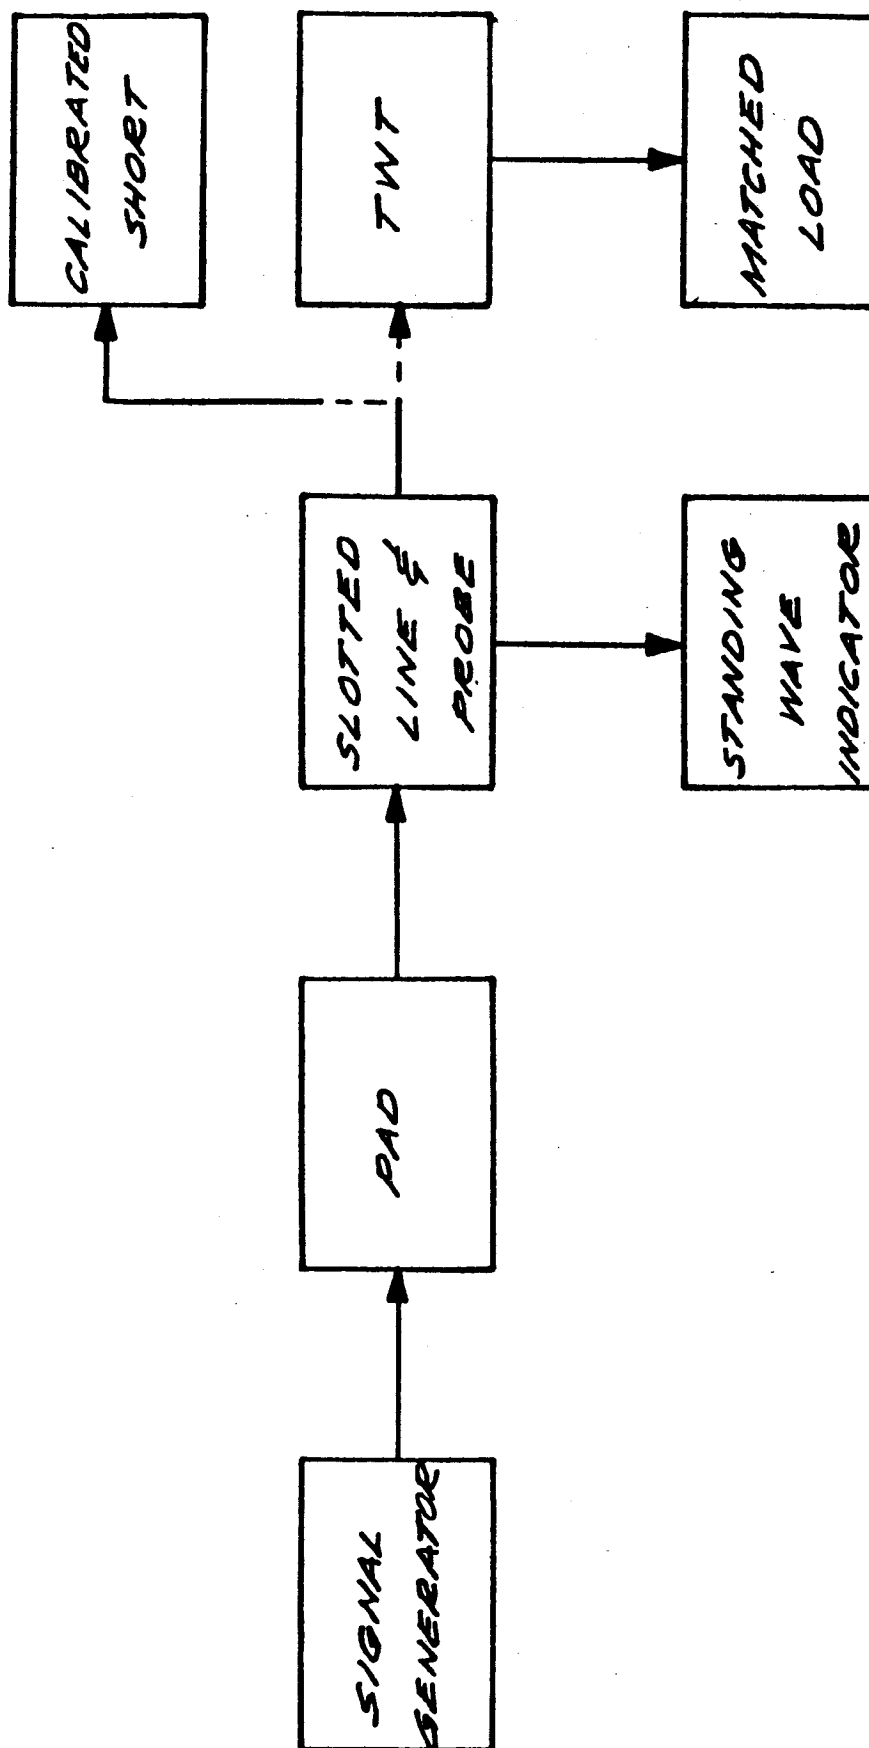 CALIBRATED
SHORT
TWT
MATCHED
LOAD
SLOTTED
LINE &
PROBE
STANDING
WAVE
INDICATOR
PAD
SIGNAL
GENERATOR